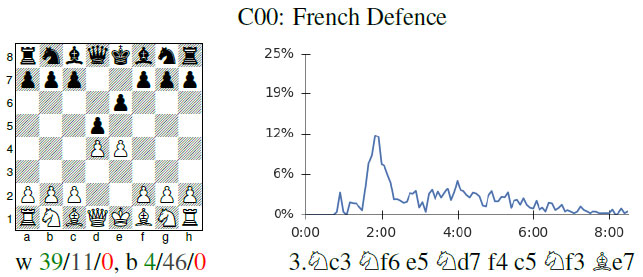 C00: French Defence
8
7
6
5
4
3
2
1
a b c d e f g h
w 39/11/0, b 4/46/0
25%
19%
12%
6%
0%
0:00 2:00 4:00 6:00 8:00
3.♘c3 ♘f6 e5 ♘d7 f4 c5 ♘f3 ♗e7